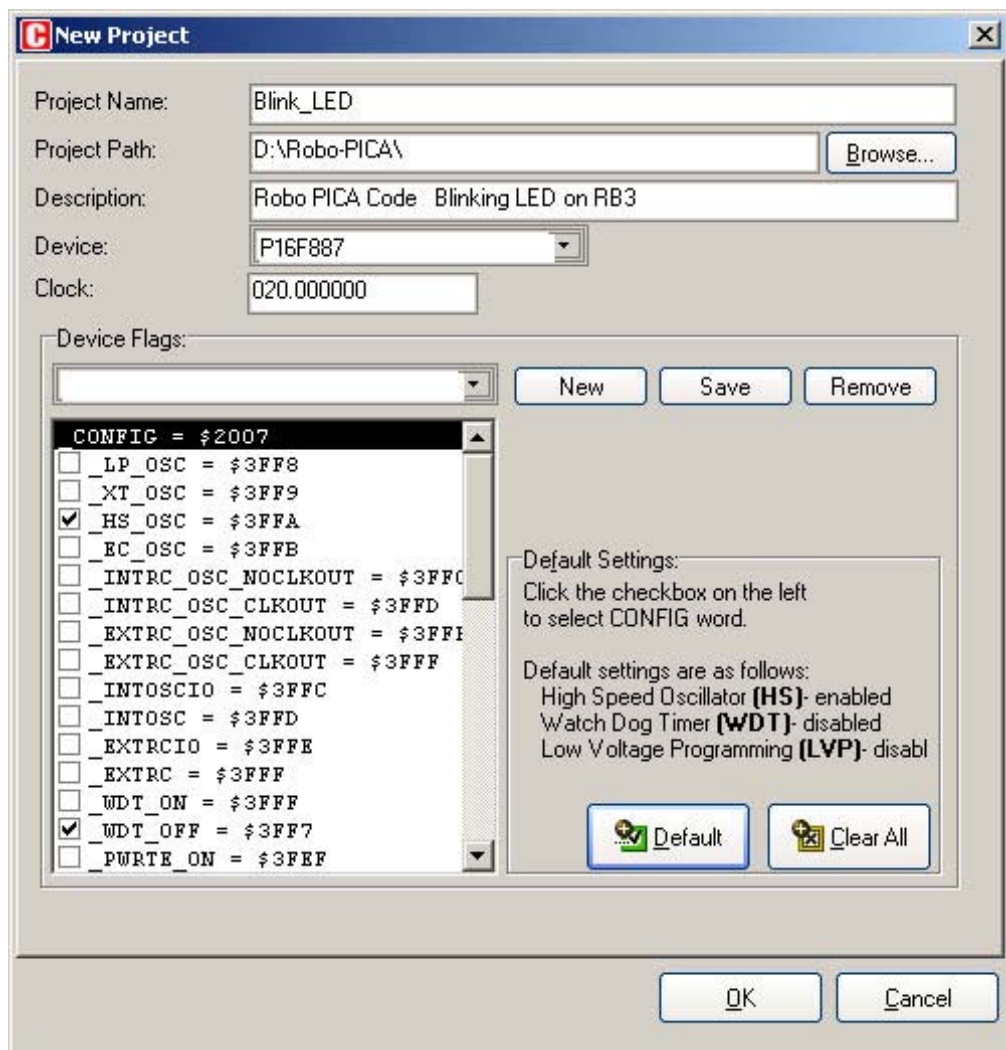 New Project
Project Name: Blink_LED
Project Path: D:\Robo-PICA\ Browse...
Description: Robo PICA Code Blinking LED on RB3
Device: P16F887
Clock: 020.000000
Device Flags:
New Save Remove
_CONFIG = $2007
_LP_OSC = $3FF8
_XT_OSC = $3FF9
_HS_OSC = $3FFA
_EC_OSC = $3FFB
_INTRC_OSC_NOCLKOUT = $3FFC
_INTRC_OSC_CLKOUT = $3FFD
_EXTRC_OSC_NOCLKOUT = $3FFE
_EXTRC_OSC_CLKOUT = $3FFF
_INTOSCIO = $3FFC
_INTOSC = $3FFD
_EXTRCIO = $3FFE
_EXTRC = $3FFF
_WDT_ON = $3FFF
_WDT_OFF = $3FF7
_PWRTE_ON = $3FEF
Default Settings:
Click the checkbox on the left
to select CONFIG word.
Default settings are as follows:
High Speed Oscillator (HS)- enabled
Watch Dog Timer (WDT)- disabled
Low Voltage Programming (LVP)- disabl
Default Clear All
OK Cancel